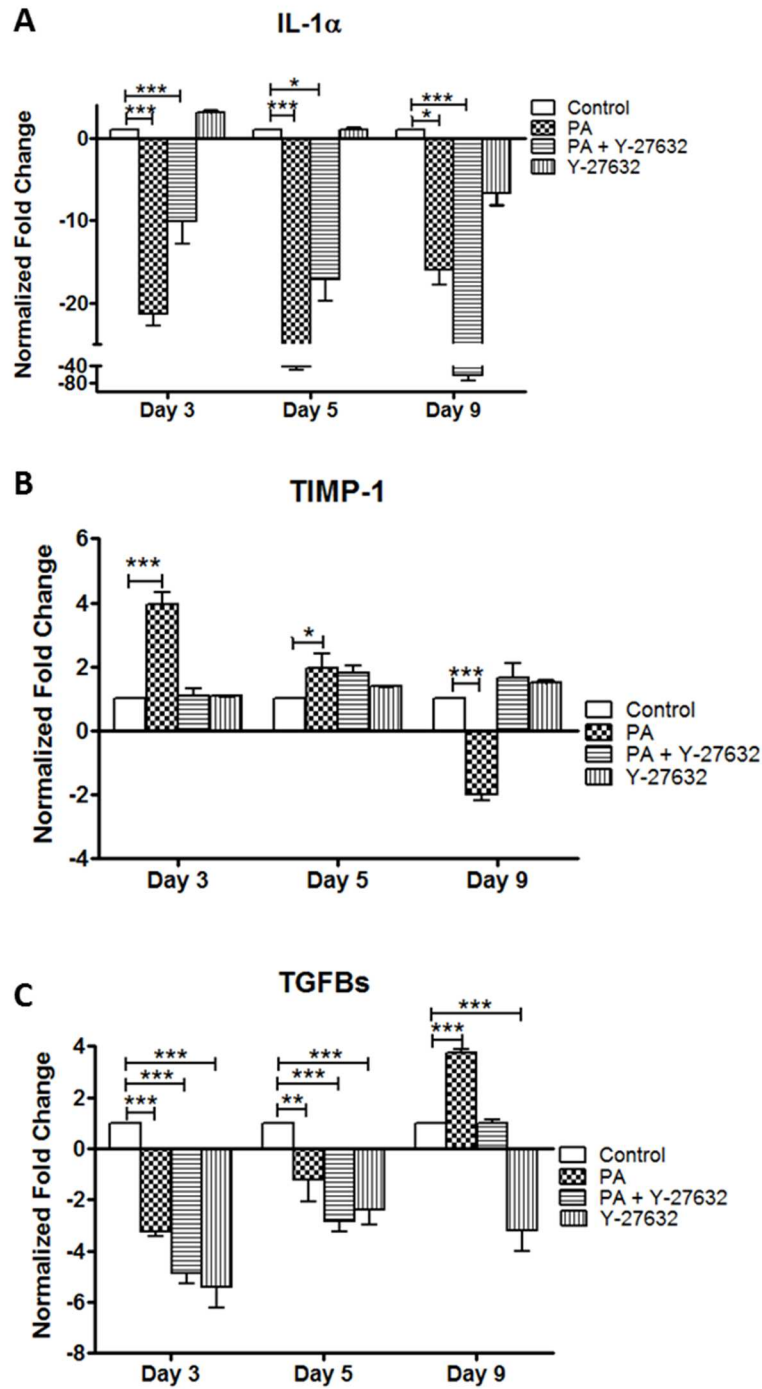 A
IL-1α
Normalized Fold Change
0
-10
-20
-40
-80
***
***
*
***
***
*
Control
PA
PA + Y-27632
Y-27632
Day 3 Day 5 Day 9
B
TIMP-1
Normalized Fold Change
6
4
2
0
-2
-4
***
*
***
Control
PA
PA + Y-27632
Y-27632
Day 3 Day 5 Day 9
C
TGFBs
Normalized Fold Change
4
2
0
-2
-4
-6
-8
***
***
***
***
***
**
***
***
Control
PA
PA + Y-27632
Y-27632
Day 3 Day 5 Day 9